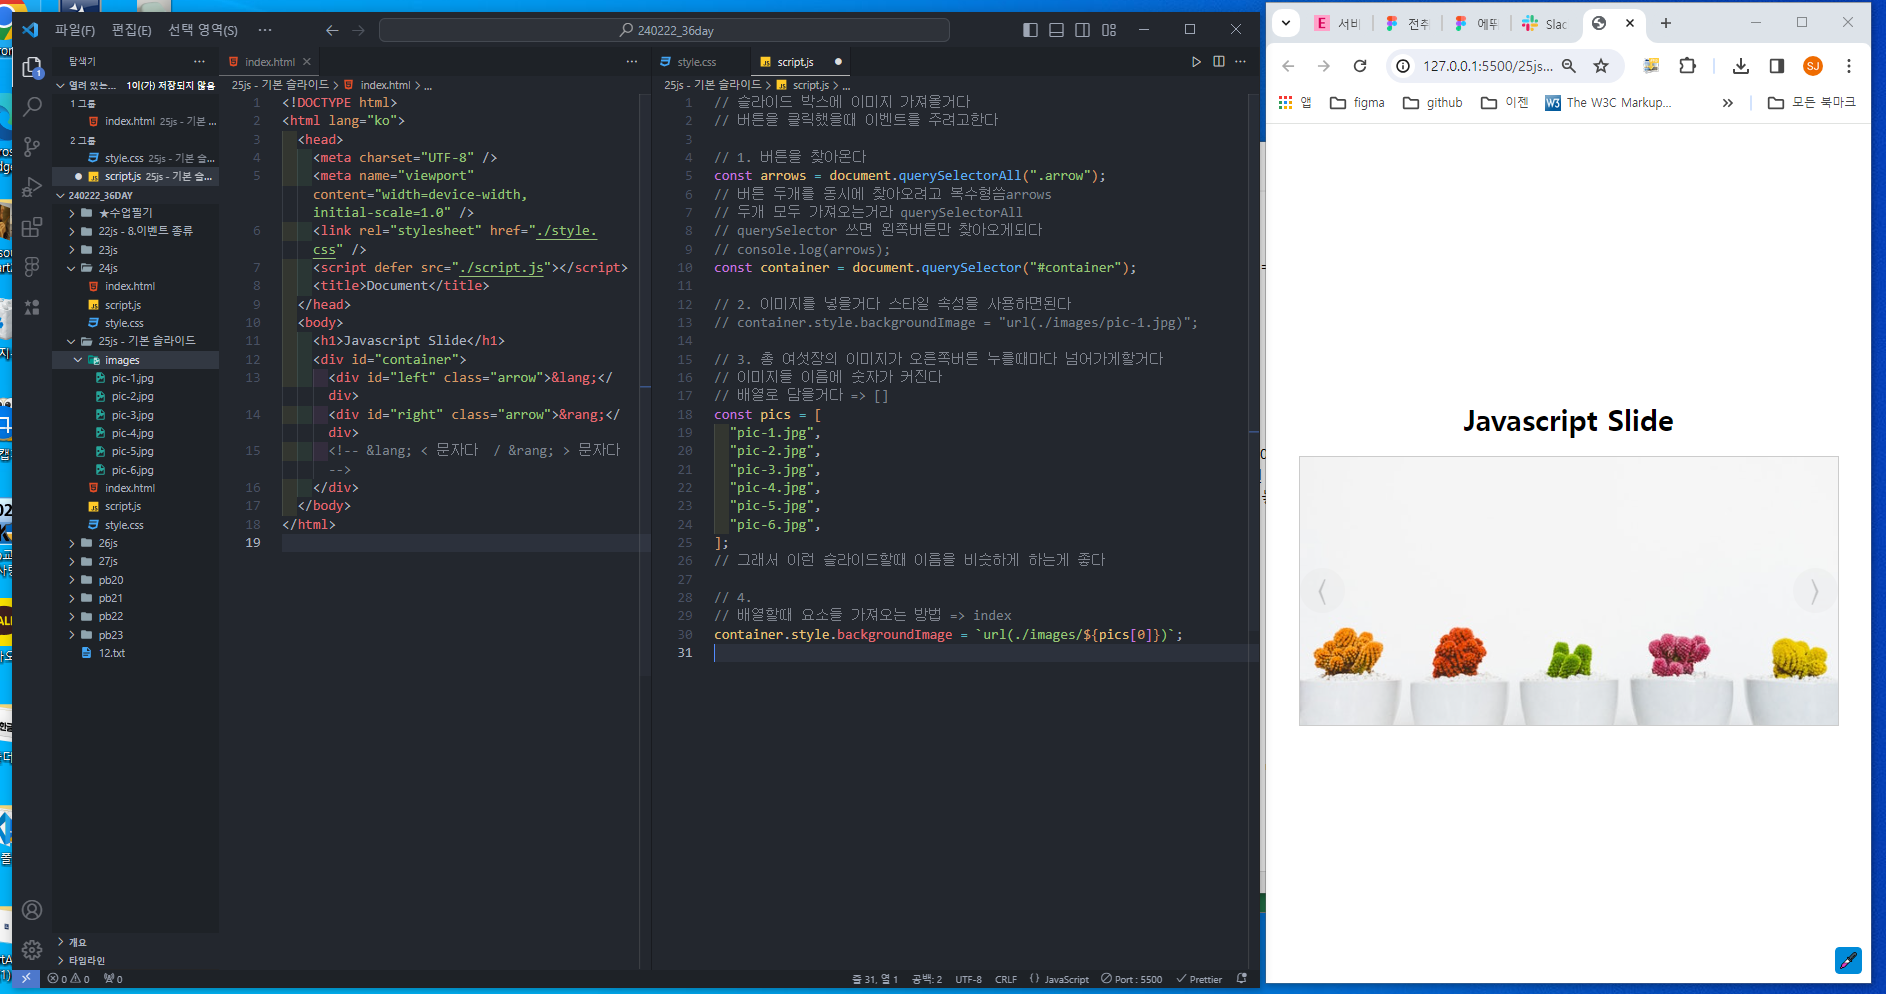 파일(F) 편집(E) 선택 영역(S) ···
240222_36day
탐색기
열려 있는... 1이(가) 저장되지 않음
1 그룹
index.html 25js - 기본 ...
2 그룹
style.css 25js - 기본 슬...
script.js 25js - 기본 슬...
240222_36DAY
★수업필기
22js - 8.이벤트 종류
23js
24js
index.html
script.js
style.css
25js - 기본 슬라이드
images
pic-1.jpg
pic-2.jpg
pic-3.jpg
pic-4.jpg
pic-5.jpg
pic-6.jpg
index.html
script.js
style.css
26js
27js
pb20
pb21
pb22
pb23
12.txt
개요
타임라인
index.html
25js - 기본 슬라이드 > index.html > ...
1 <!DOCTYPE html>
2 <html lang="ko">
3 <head>
4 <meta charset="UTF-8" />
5 <meta name="viewport"
content="width=device-width,
initial-scale=1.0" />
6 <link rel="stylesheet" href="./style.
css" />
7 <script defer src="./script.js"></script>
8 <title>Document</title>
9 </head>
10 <body>
11 <h1>Javascript Slide</h1>
12 <div id="container">
13 <div id="left" class="arrow">&lang;</
div>
14 <div id="right" class="arrow">&rang;</
div>
15 <!-- &lang; < 문자다  / &rang; > 문자다
-->
16 </div>
17 </body>
18 </html>
19
style.css
script.js
25js - 기본 슬라이드 > script.js > ...
1 // 슬라이드 박스에 이미지 가져올거다
2 // 버튼을 클릭했을때 이벤트를 주려고한다
3
4 // 1. 버튼을 찾아온다
5 const arrows = document.querySelectorAll(".arrow");
6 // 버튼 두개를 동시에 찾아오려고 복수형씀arrows
7 // 두개 모두 가져오는거라 querySelectorAll
8 // querySelector 쓰면 왼쪽버튼만 찾아오게되다
9 // console.log(arrows);
10 const container = document.querySelector("#container");
11
12 // 2. 이미지를 넣을거다 스타일 속성을 사용하면된다
13 // container.style.backgroundImage = "url(./images/pic-1.jpg)";
14
15 // 3. 총 여섯장의 이미지가 오른쪽버튼 누를때마다 넘어가게할거다
16 // 이미지들 이름에 숫자가 커진다
17 // 배열로 담을거다 => []
18 const pics = [
19 "pic-1.jpg",
20 "pic-2.jpg",
21 "pic-3.jpg",
22 "pic-4.jpg",
23 "pic-5.jpg",
24 "pic-6.jpg",
25 ];
26 // 그래서 이런 슬라이드할때 이름을 비슷하게 하는게 좋다
27
28 // 4.
29 // 배열할때 요소들 가져오는 방법 => index
30 container.style.backgroundImage = `url(./images/${pics[0]})`;
31
0 0 0
줄 31, 열 1 공백: 2 UTF-8 CRLF {} JavaScript Port : 5500 Prettier
서비 전추 에뚜 Slac
127.0.0.1:5500/25js...
SJ
앱 figma github 이젠 The W3C Markup... » 모든 북마크
Javascript Slide
〈 〉